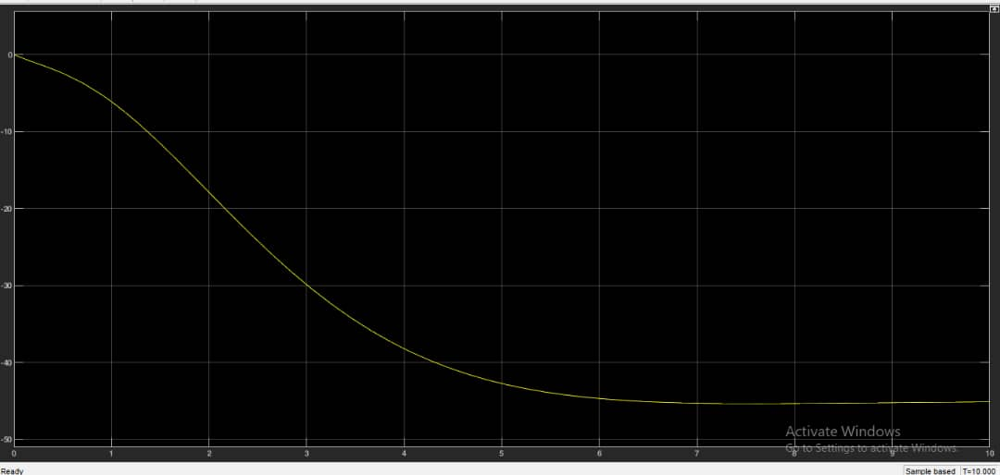 0
-10
-20
-30
-40
-50
0 1 2 3 4 5 6 7 8 9 10
Activate Windows
Go to Settings to activate Windows.
Ready
Sample based T=10.000